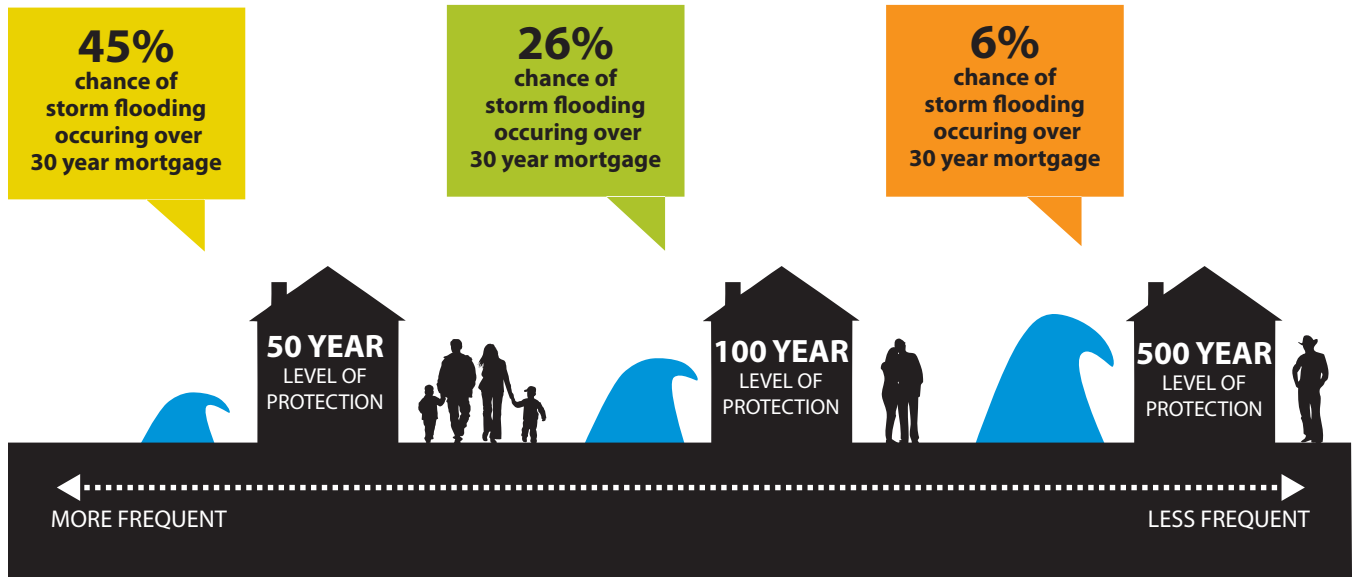 45%
chance of
storm flooding
occuring over
30 year mortgage
26%
chance of
storm flooding
occuring over
30 year mortgage
6%
chance of
storm flooding
occuring over
30 year mortgage
50 YEAR
LEVEL OF
PROTECTION
100 YEAR
LEVEL OF
PROTECTION
500 YEAR
LEVEL OF
PROTECTION
MORE FREQUENT
LESS FREQUENT